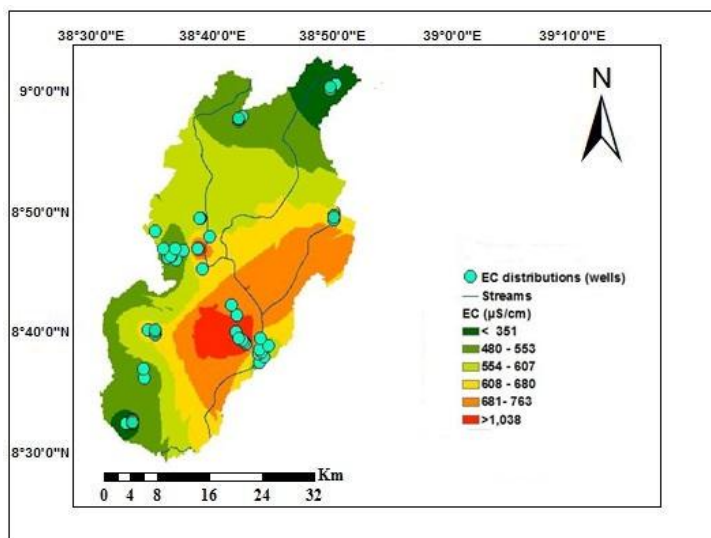 38°30'0"E 38°40'0"E 38°50'0"E 39°0'0"E 39°10'0"E
9°0'0"N
N
8°50'0"N
EC distributions (wells)
Streams
EC (µS/cm)
< 351
8°40'0"N
480 - 553
554 - 607
608 - 680
681- 763
>1,038
8°30'0"N
Km
0 4 8 16 24 32